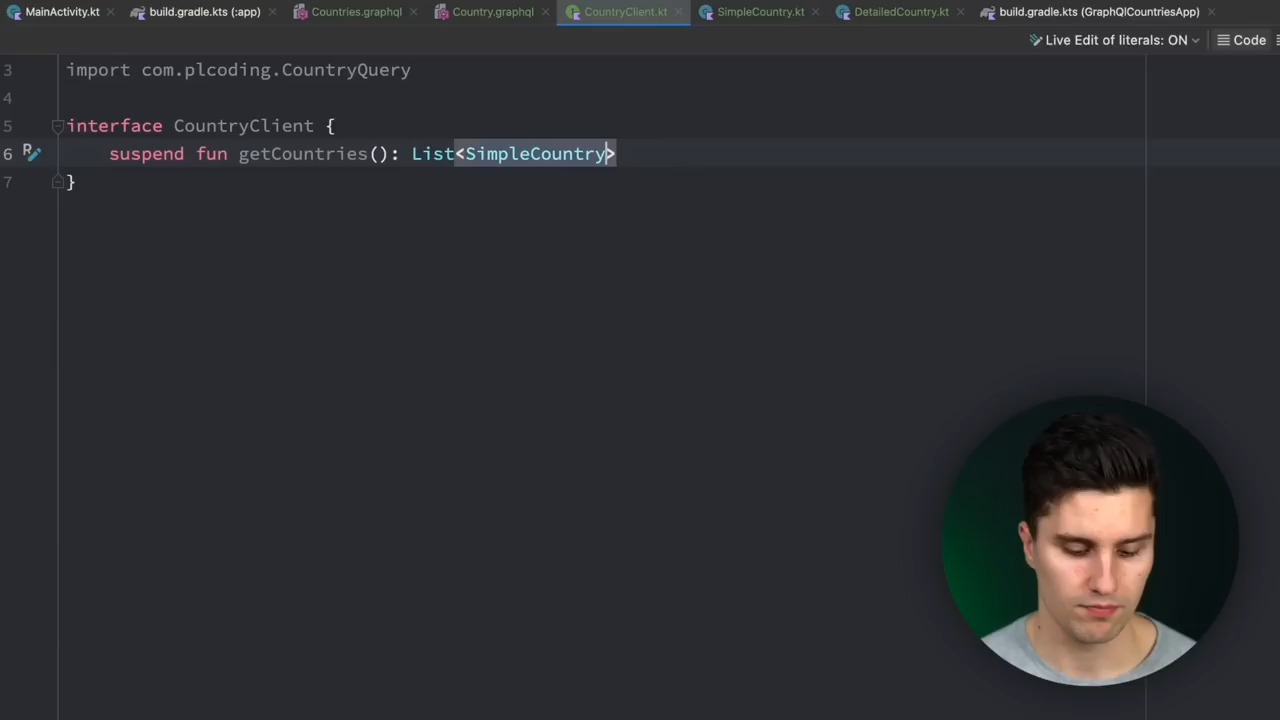 MainActivity.kt build.gradle.kts (:app) Countries.graphql Country.graphql CountryClient.kt SimpleCountry.kt DetailedCountry.kt build.gradle.kts (GraphQlCountriesApp)
Live Edit of literals: ON Code
3 import com.plcoding.CountryQuery
4
5 interface CountryClient {
6 suspend fun getCountries(): List<SimpleCountry>
7 }